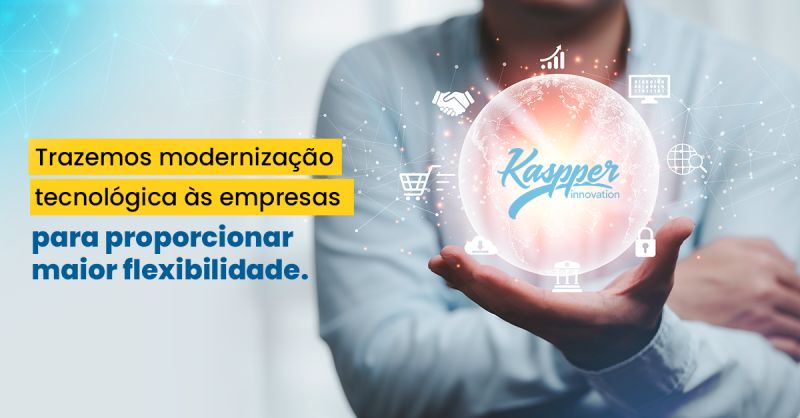 Trazemos modernização
tecnológica às empresas
para proporcionar
maior flexibilidade.
Kaspper
innovation